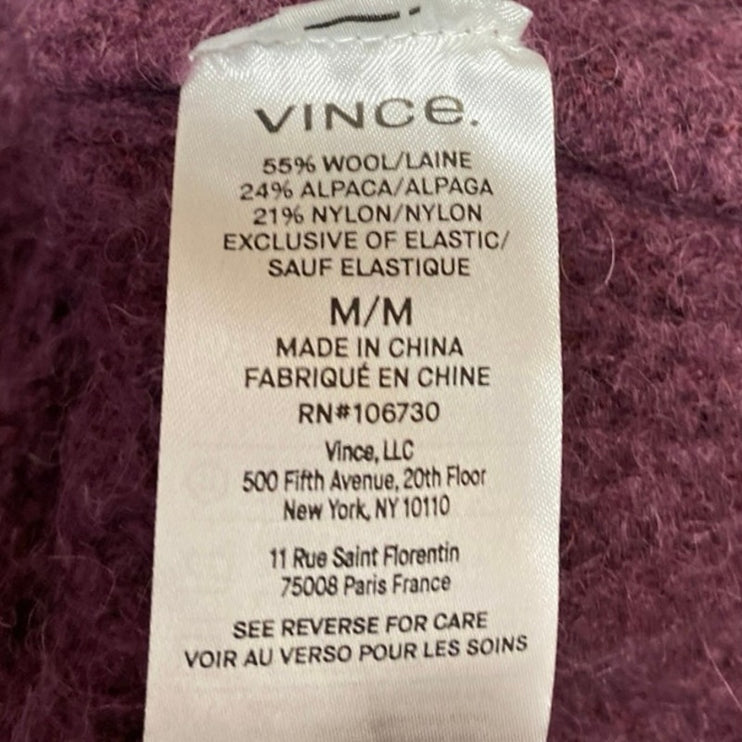 VINCe.
55% WOOL/LAINE
24% ALPACA/ALPAGA
21% NYLON/NYLON
EXCLUSIVE OF ELASTIC/
SAUF ELASTIQUE
M/M
MADE IN CHINA
FABRIQUÉ EN CHINE
RN#106730
Vince, LLC
500 Fifth Avenue, 20th Floor
New York, NY 10110
11 Rue Saint Florentin
75008 Paris France
SEE REVERSE FOR CARE
VOIR AU VERSO POUR LES SOINS